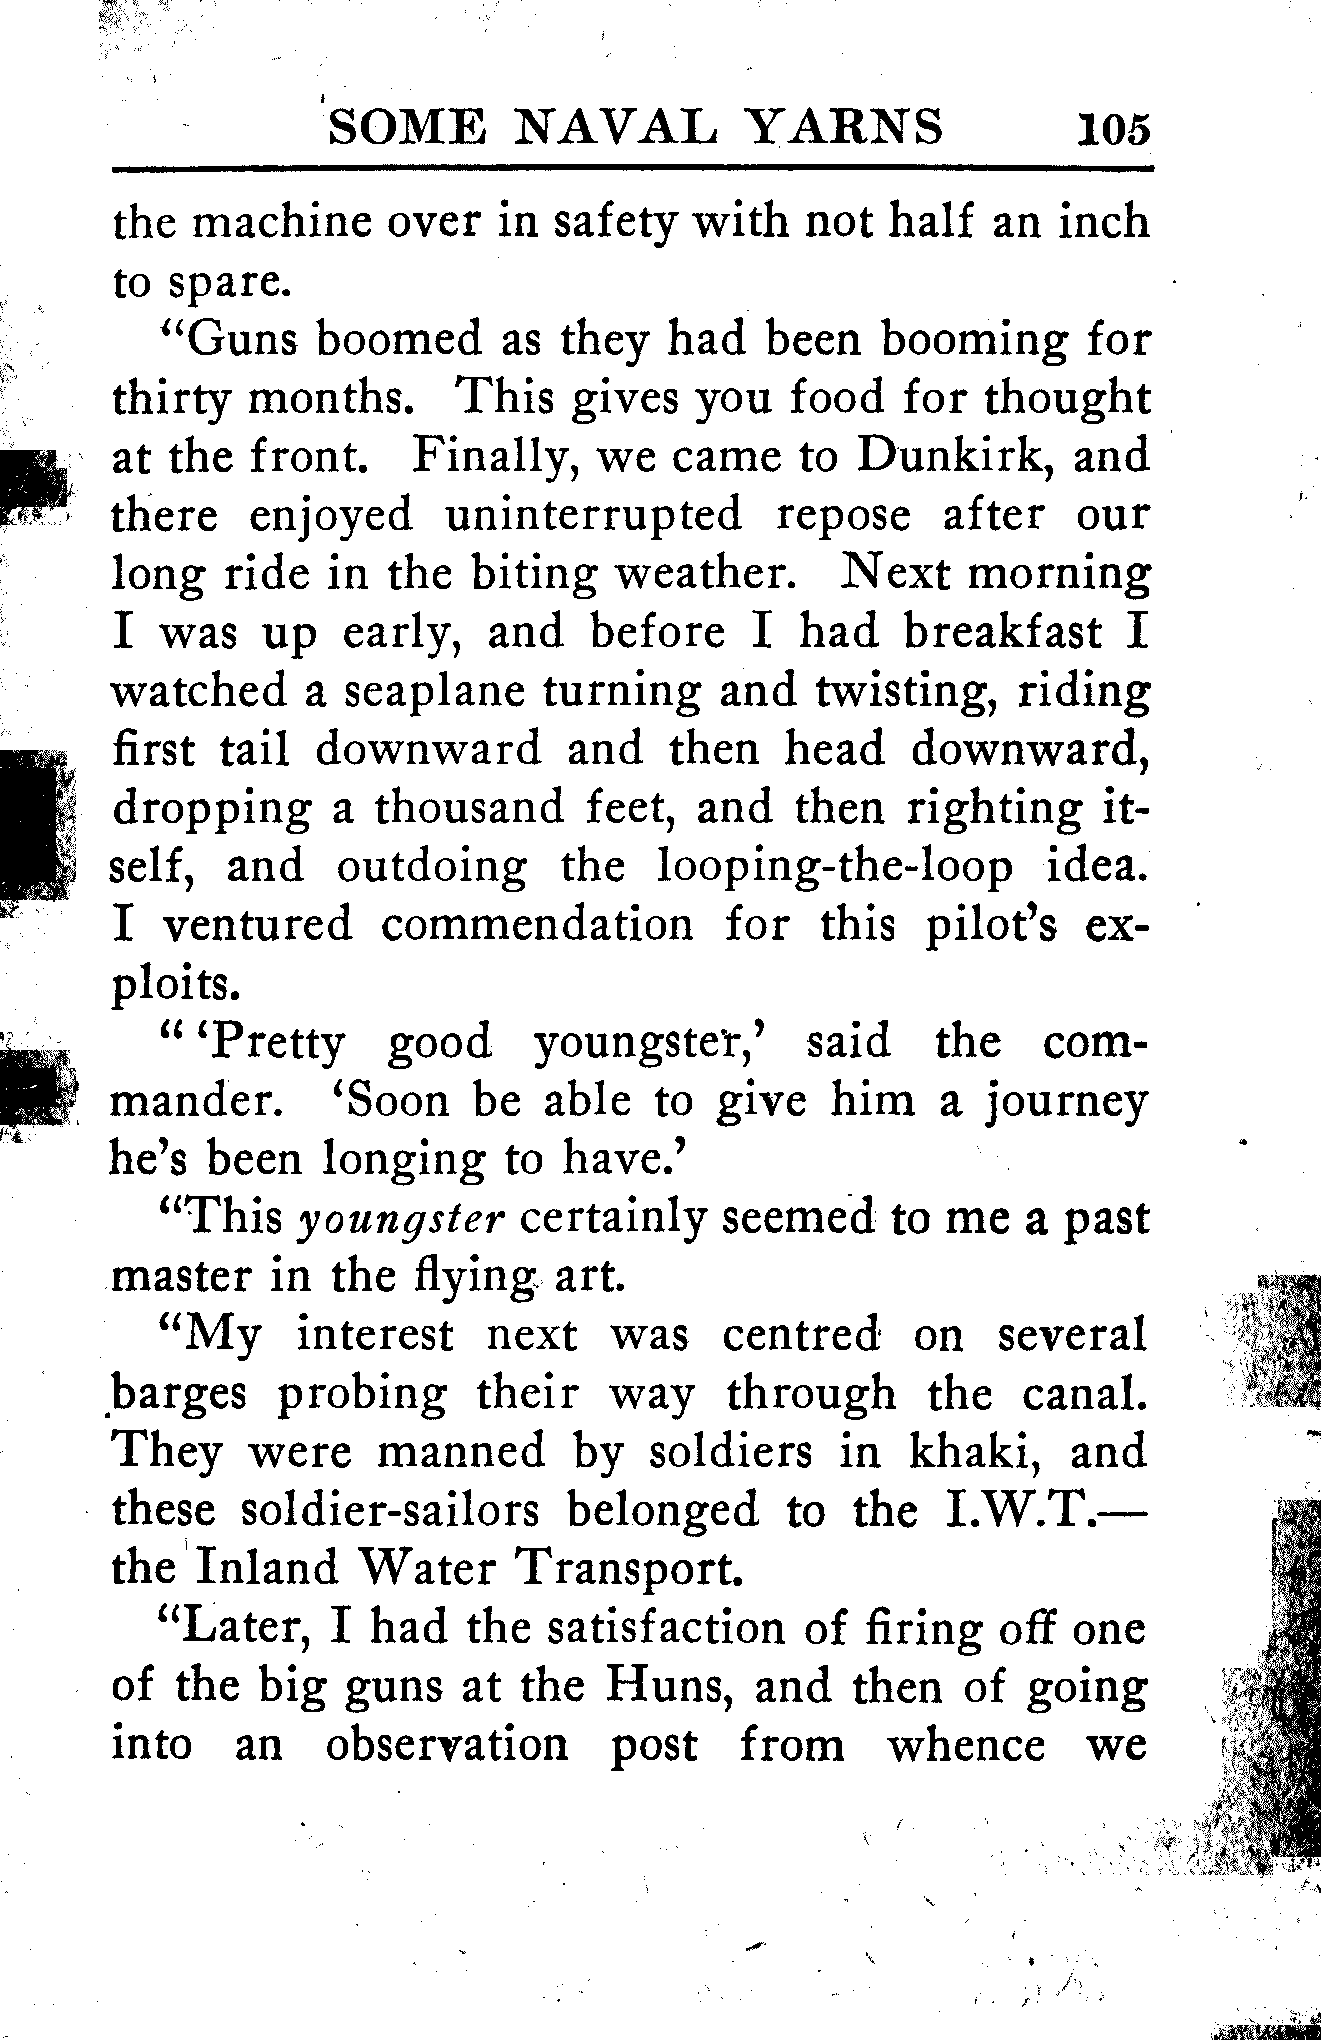 SOME NAVAL YARNS 105
the machine over in safety with not half an inch
to spare.
“Guns boomed as they had been booming for
thirty months. This gives you food for thought
at the front. Finally, we came to Dunkirk, and
there enjoyed uninterrupted repose after our
long ride in the biting weather. Next morning
I was up early, and before I had breakfast I
watched a seaplane turning and twisting, riding
first tail downward and then head downward,
dropping a thousand feet, and then righting it-
self, and outdoing the looping-the-loop idea.
I ventured commendation for this pilot’s ex-
ploits.
“ ‘Pretty good youngster,’ said the com-
mander. ‘Soon be able to give him a journey
he’s been longing to have.’
“This youngster certainly seemed to me a past
master in the flying art.
“My interest next was centred on several
barges probing their way through the canal.
They were manned by soldiers in khaki, and
these soldier-sailors belonged to the I.W.T.—
the Inland Water Transport.
“Later, I had the satisfaction of firing off one
of the big guns at the Huns, and then of going
into an observation post from whence we